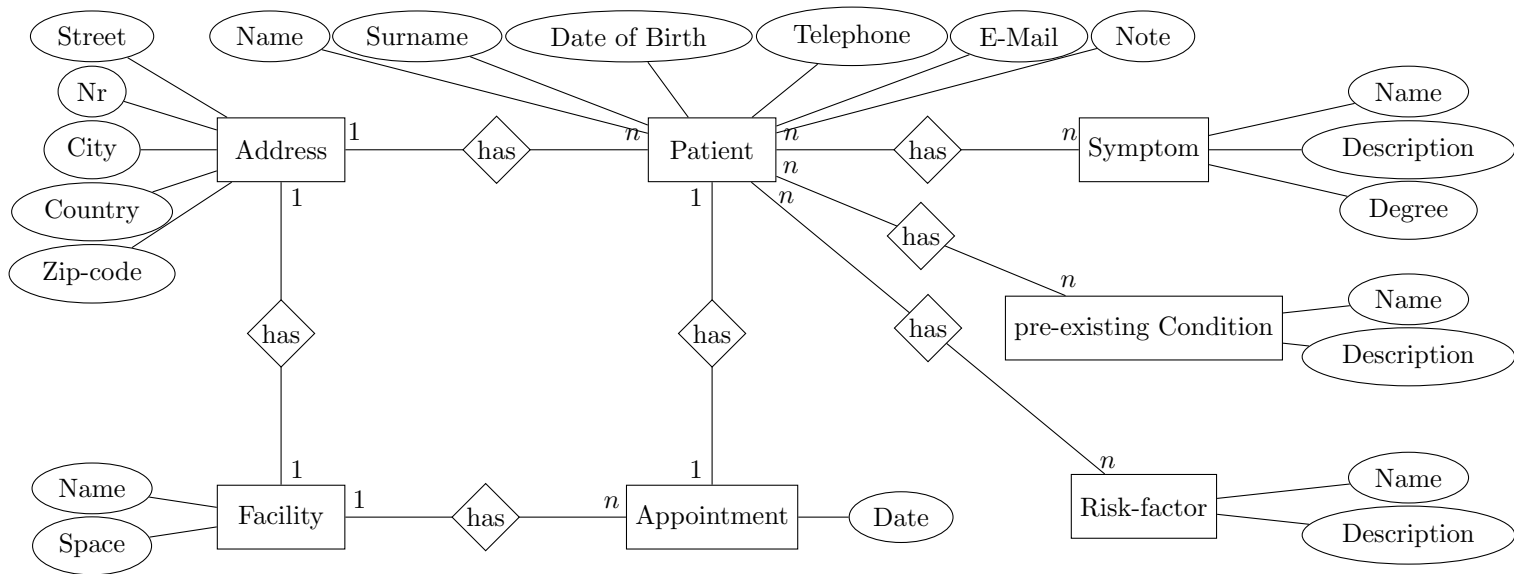 Street
Name
Surname
Date of Birth
Telephone
E-Mail
Note
Nr
City
Country
Zip-code
Address
1
has
n
Patient
n
has
n
Symptom
Name
Description
Degree
1
1
n
n
has
n
pre-existing Condition
Name
Description
has
has
has
n
Risk-factor
Name
Description
1
1
Name
Space
Facility
1
has
n
Appointment
Date